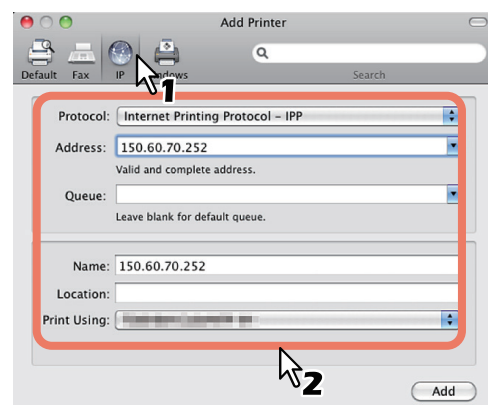 Add Printer
Default Fax IP Windows Search
1
Protocol: Internet Printing Protocol – IPP
Address: 150.60.70.252
Valid and complete address.
Queue:
Leave blank for default queue.
Name: 150.60.70.252
Location:
Print Using:
2
Add